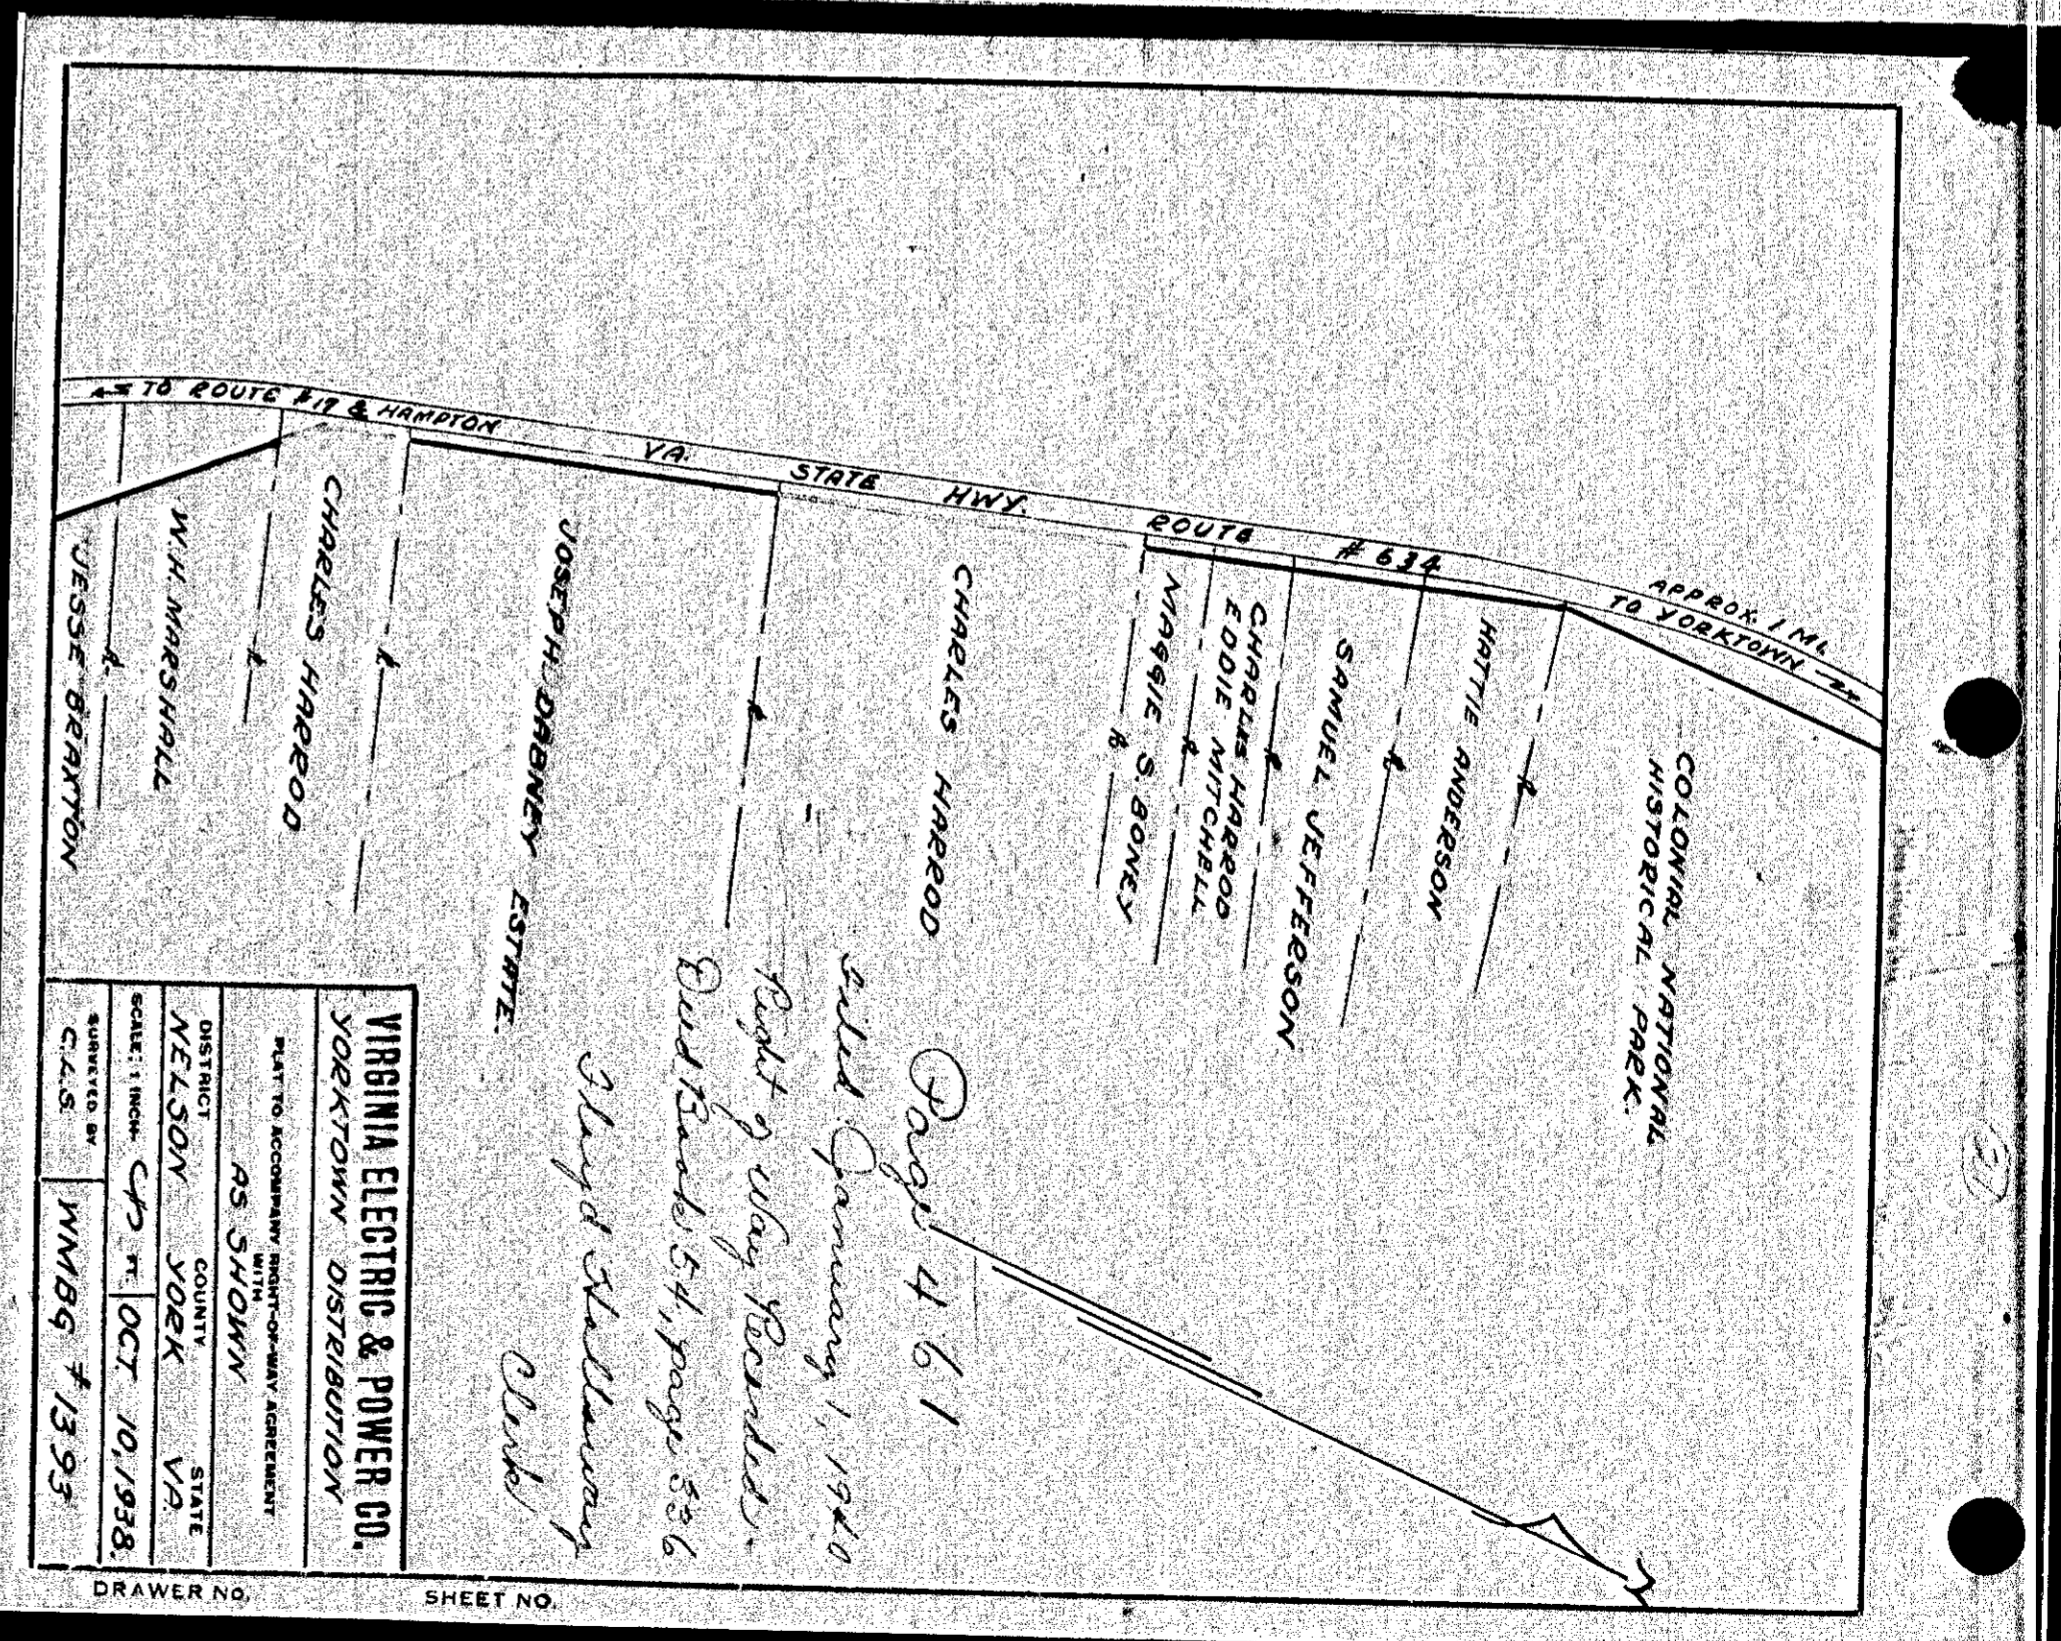 ← TO ROUTE #17 & HAMPTON VA. STATE HWY. ROUTE # 634 APPROX. 1 MI.
TO YORKTOWN →
COLONIAL NATIONAL
HISTORICAL PARK.
HATTIE ANDERSON
SAMUEL JEFFERSON
CHARLES HARROD
EDDIE MITCHELL
MAGGIE S. BONEY
CHARLES HARROD
JOSEPH DABNEY ESTATE.
CHARLES HARROD
W.H. MARSHALL
JESSE BRAXTON
Page 461
Filed January 1, 1940
Right of Way Recorded.
Deed Book 54, page 336
Floyd Holloway
Clerk
VIRGINIA ELECTRIC & POWER CO.
YORKTOWN DISTRIBUTION
PLAT TO ACCOMPANY RIGHT-OF-WAY AGREEMENT
WITH
AS SHOWN
DISTRICT COUNTY STATE
NELSON YORK VA.
SCALE: 1 INCH FT. OCT 10, 1938.
SURVEYED BY
C.L.S. WMBG #1393
DRAWER NO. SHEET NO.